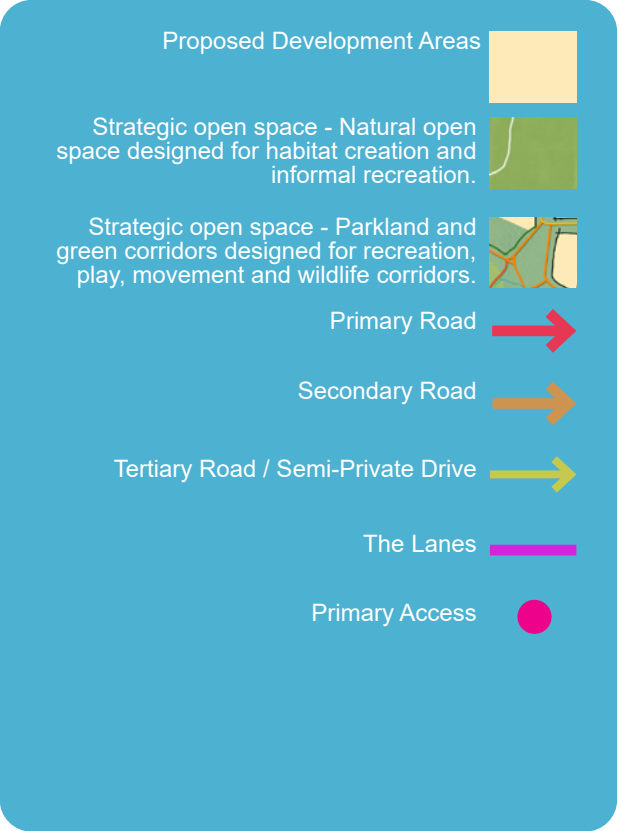 Proposed Development Areas
Strategic open space - Natural open
space designed for habitat creation and
informal recreation.
Strategic open space - Parkland and
green corridors designed for recreation,
play, movement and wildlife corridors.
Primary Road
Secondary Road
Tertiary Road / Semi-Private Drive
The Lanes
Primary Access